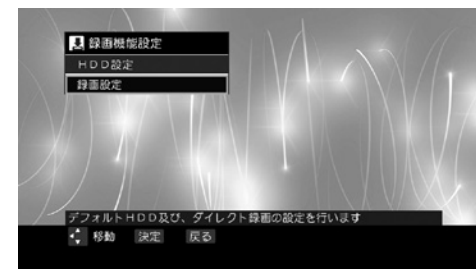 録画機能設定
ＨＤＤ設定
録画設定
デフォルトＨＤＤ及び、ダイレクト録画の設定を行います
移動 決定 戻る